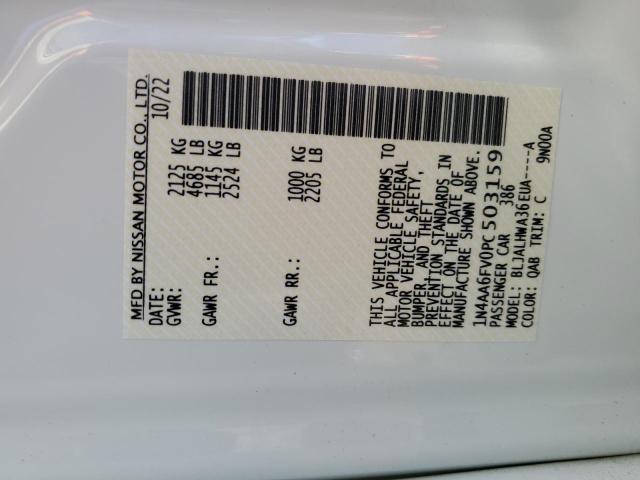 MFD BY NISSAN MOTOR CO., LTD.
DATE: 10/22
GVWR: 2125 KG
4685 LB
GAWR FR.: 1145 KG
2524 LB
GAWR RR.: 1000 KG
2205 LB
THIS VEHICLE CONFORMS TO
ALL APPLICABLE FEDERAL
MOTOR VEHICLE SAFETY,
BUMPER, AND THEFT
PREVENTION STANDARDS IN
EFFECT ON THE DATE OF
MANUFACTURE SHOWN ABOVE.
1N4AA6FV0PC503159
PASSENGER CAR 386
MODEL: BLJALHWA36EUA----A
COLOR: QAB TRIM: C 9N00A